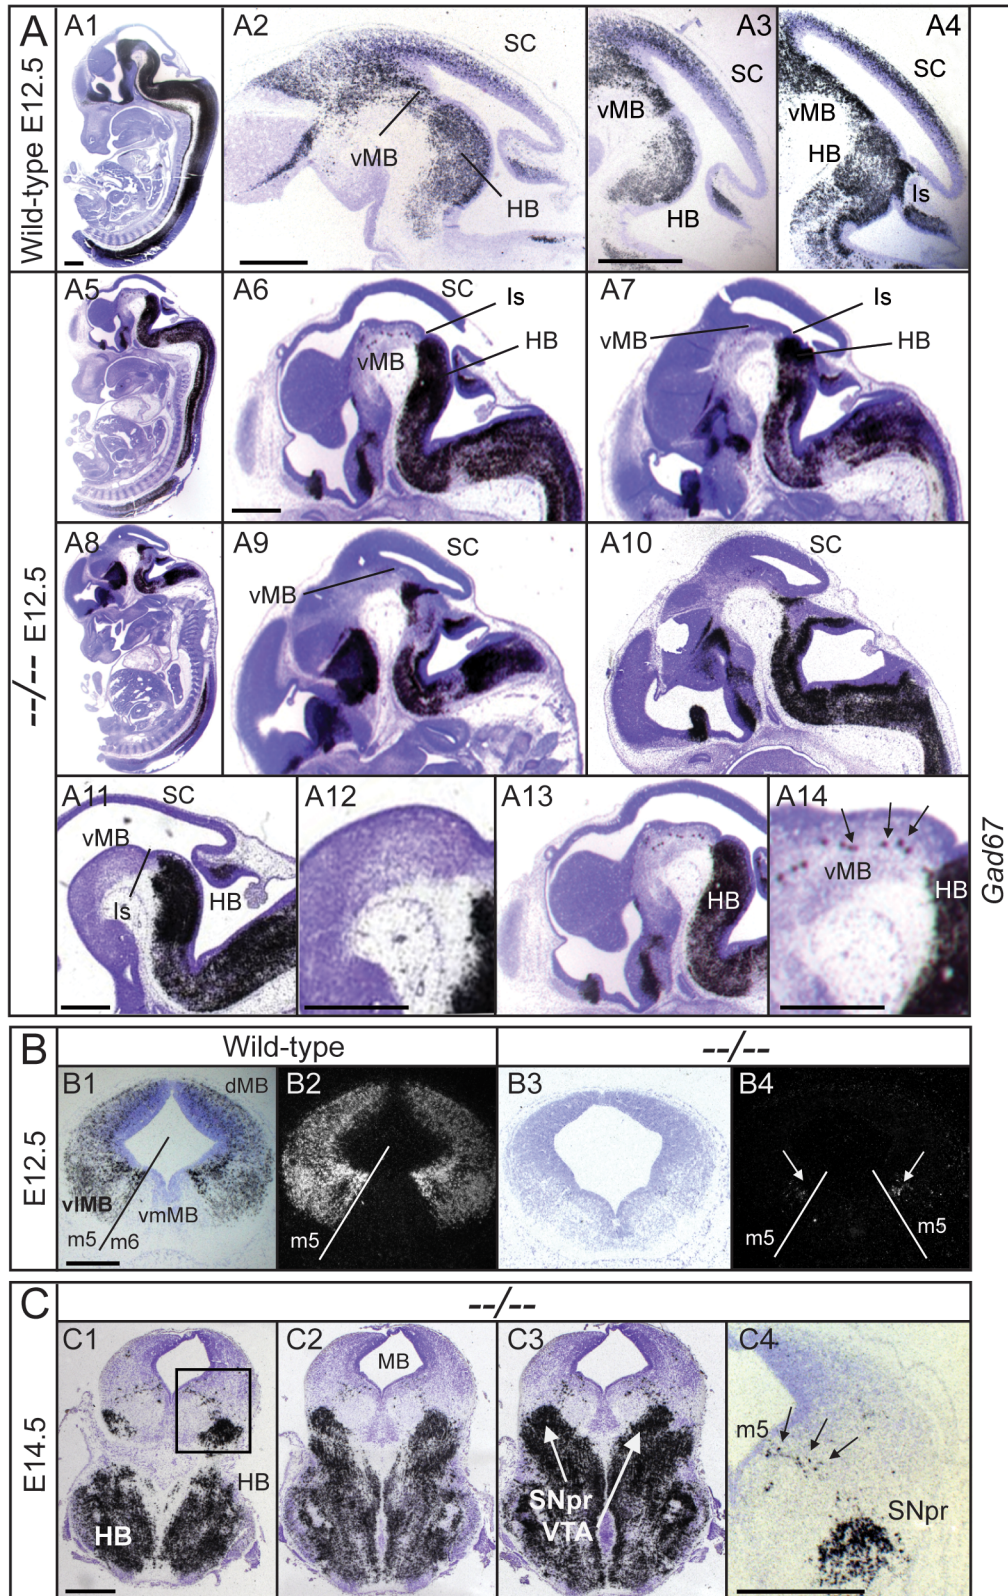 A
Wild-type E12.5
A1
A2
SC
vMB
HB
A3
SC
vMB
HB
A4
SC
vMB
HB
Is
--/-- E12.5
A5
A6
SC
Is
vMB
HB
A7
Is
vMB
HB
A8
A9
SC
vMB
A10
SC
A11
SC
vMB
Is
HB
A12
A13
HB
A14
vMB
HB
Gad67
B
Wild-type
--/--
E12.5
B1
dMB
vlMB
vmMB
m5
m6
B2
m5
B3
B4
m5
m5
C
--/--
E14.5
C1
HB
HB
C2
MB
C3
SNpr
VTA
C4
m5
SNpr